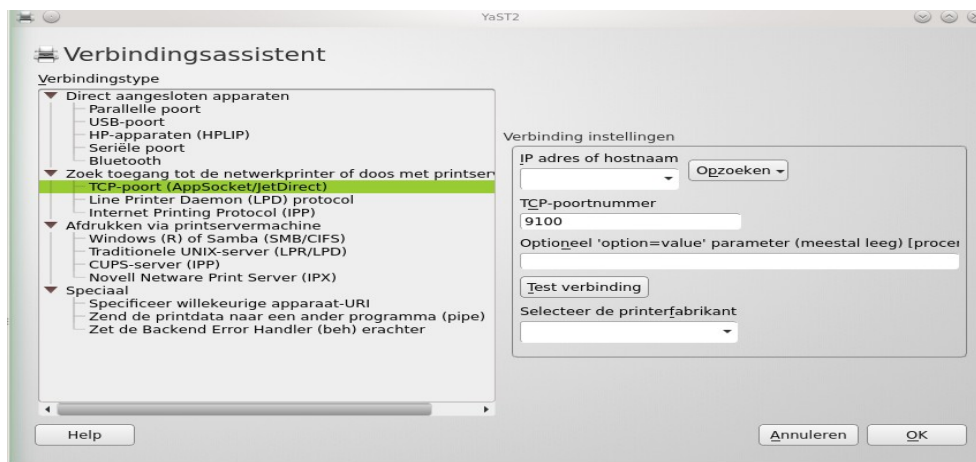 YaST2
Verbindingsassistent
Verbindingstype
Direct aangesloten apparaten
Parallelle poort
USB-poort
HP-apparaten (HPLIP)
Seriële poort
Bluetooth
Zoek toegang tot de netwerkprinter of doos met printser
TCP-poort (AppSocket/JetDirect)
Line Printer Daemon (LPD) protocol
Internet Printing Protocol (IPP)
Afdrukken via printservermachine
Windows (R) of Samba (SMB/CIFS)
Traditionele UNIX-server (LPR/LPD)
CUPS-server (IPP)
Novell Netware Print Server (IPX)
Speciaal
Specificeer willekeurige apparaat-URI
Zend de printdata naar een ander programma (pipe)
Zet de Backend Error Handler (beh) erachter
Verbinding instellingen
IP adres of hostnaam
Opzoeken
TCP-poortnummer
9100
Optioneel 'option=value' parameter (meestal leeg) [procen
Test verbinding
Selecteer de printerfabrikant
Help
Annuleren
OK